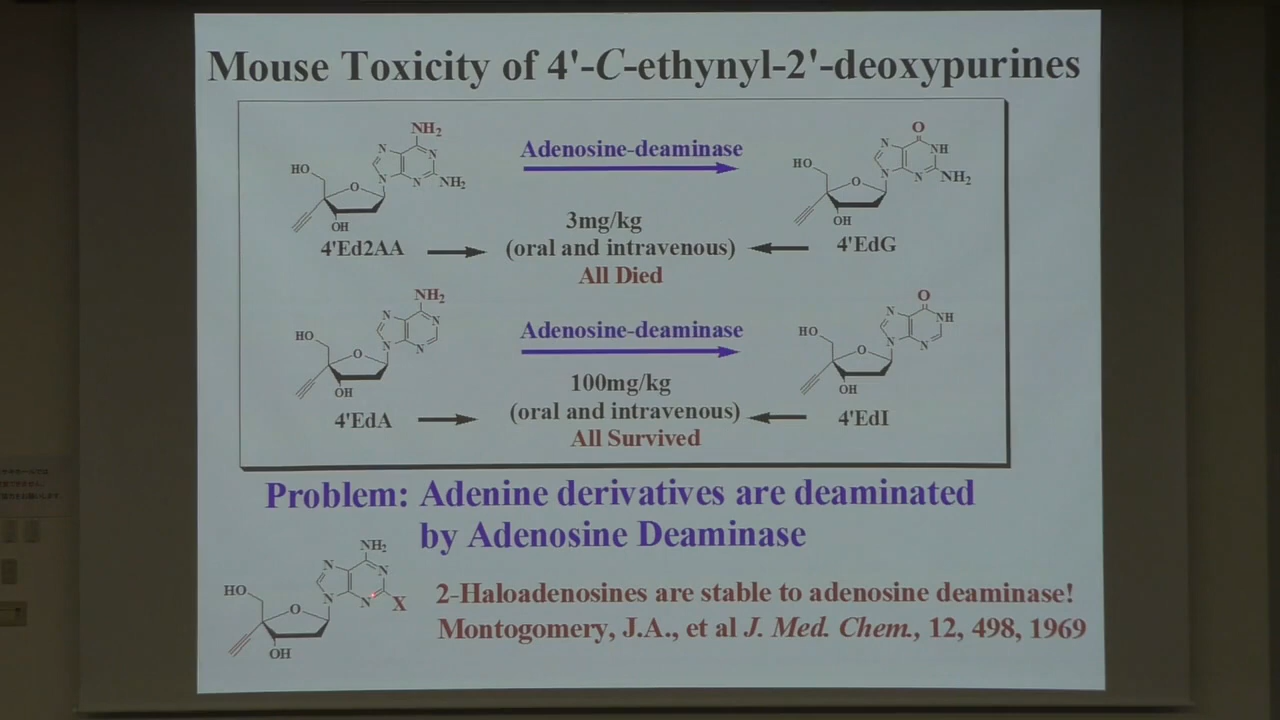 Mouse Toxicity of 4'-C-ethynyl-2'-deoxypurines
NH2
N
N
N
N
NH2
HO
O
OH
4'Ed2AA
Adenosine-deaminase
O
N
NH
N
N
NH2
HO
O
OH
4'EdG
3mg/kg
(oral and intravenous)
All Died
NH2
N
N
N
N
HO
O
OH
4'EdA
Adenosine-deaminase
O
N
NH
N
N
HO
O
OH
4'EdI
100mg/kg
(oral and intravenous)
All Survived
Problem: Adenine derivatives are deaminated
by Adenosine Deaminase
NH2
N
N
N
N
X
HO
O
OH
2-Haloadenosines are stable to adenosine deaminase!
Montogomery, J.A., et al J. Med. Chem., 12, 498, 1969